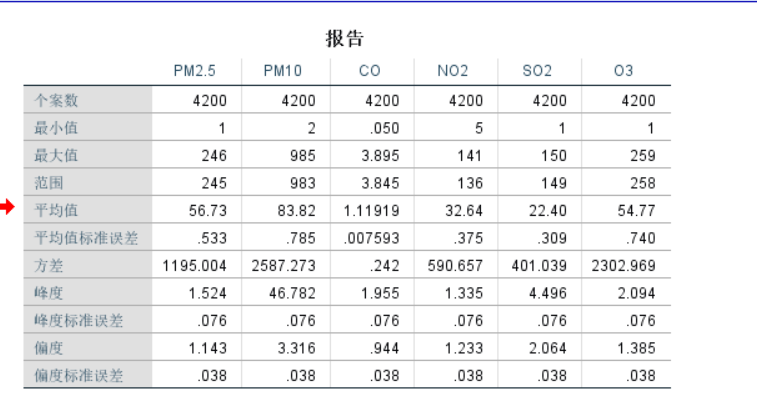 报告
PM2.5 PM10 CO NO2 SO2 O3
个案数 4200 4200 4200 4200 4200 4200
最小值 1 2 .050 5 1 1
最大值 246 985 3.895 141 150 259
范围 245 983 3.845 136 149 258
平均值 56.73 83.82 1.11919 32.64 22.40 54.77
平均值标准误差 .533 .785 .007593 .375 .309 .740
方差 1195.004 2587.273 .242 590.657 401.039 2302.969
峰度 1.524 46.782 1.955 1.335 4.496 2.094
峰度标准误差 .076 .076 .076 .076 .076 .076
偏度 1.143 3.316 .944 1.233 2.064 1.385
偏度标准误差 .038 .038 .038 .038 .038 .038